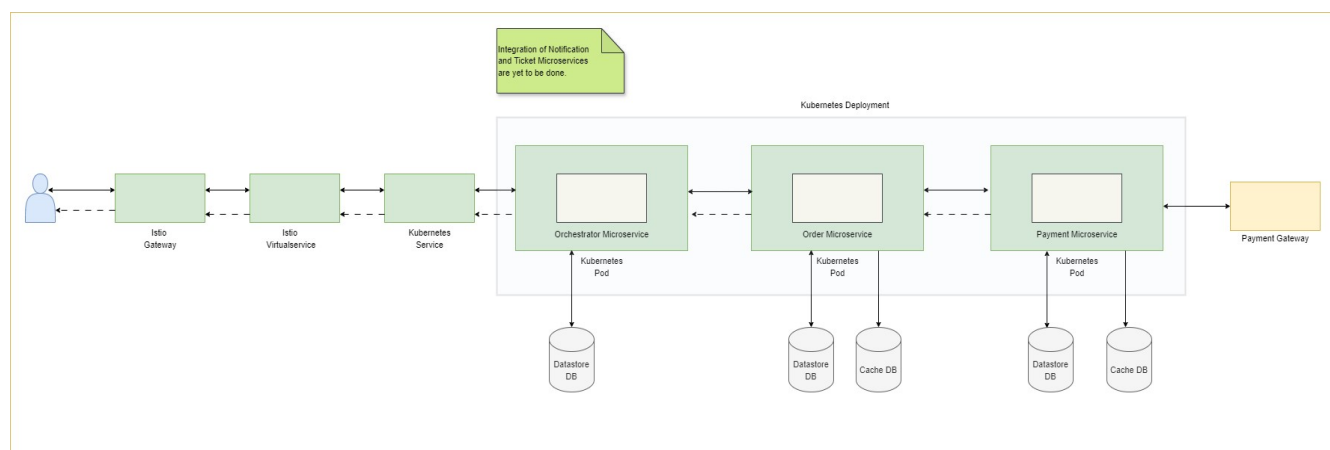 Integration of Notification
and Ticket Microservices
are yet to be done.
Kubernetes Deployment
Istio
Gateway
Istio
Virtualservice
Kubernetes
Service
Orchestrator Microservice
Kubernetes
Pod
Order Microservice
Kubernetes
Pod
Payment Microservice
Kubernetes
Pod
Payment Gateway
Datastore
DB
Datastore
DB
Cache DB
Datastore
DB
Cache DB